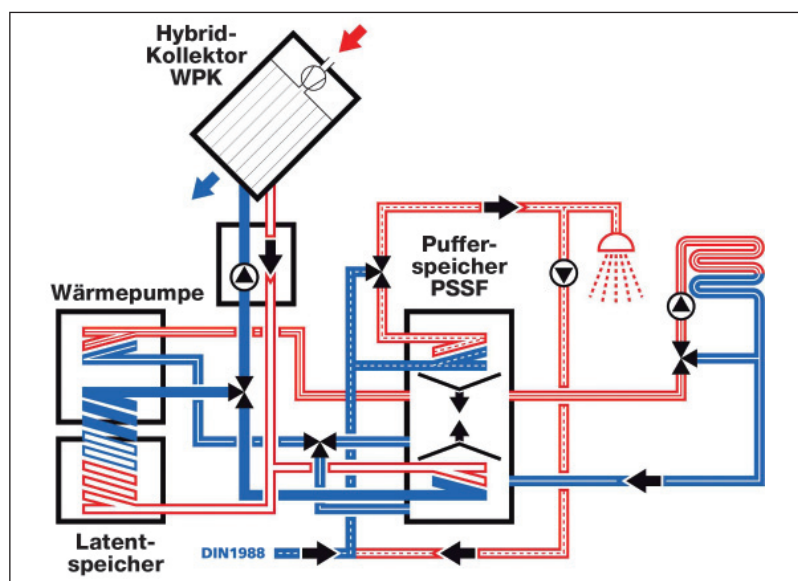 Hybrid-
Kollektor
WPK
Puffer-
speicher
PSSF
Wärmepumpe
Latent-
speicher
DIN1988